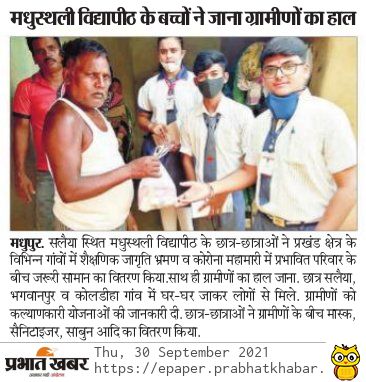 मधुस्थली विद्यापीठ के बच्चों ने जाना ग्रामीणों का हाल
मधुपुर. सलैया स्थित मधुस्थली विद्यापीठ के छात्र-छात्राओं ने प्रखंड क्षेत्र के
विभिन्न गांवों में शैक्षणिक जागृति भ्रमण व कोरोना महामारी में प्रभावित परिवार के
बीच जरूरी सामान का वितरण किया.साथ ही ग्रामीणों का हाल जाना. छात्र सलैया,
भगवानपुर व कोलडीहा गांव में घर-घर जाकर लोगों से मिले. ग्रामीणों को
कल्याणकारी योजनाओं की जानकारी दी. छात्र-छात्राओं ने ग्रामीणों के बीच मास्क,
सैनिटाइजर, साबुन आदि का वितरण किया.
प्रभात खबर
Thu, 30 September 2021
https://epaper.prabhatkhabar.